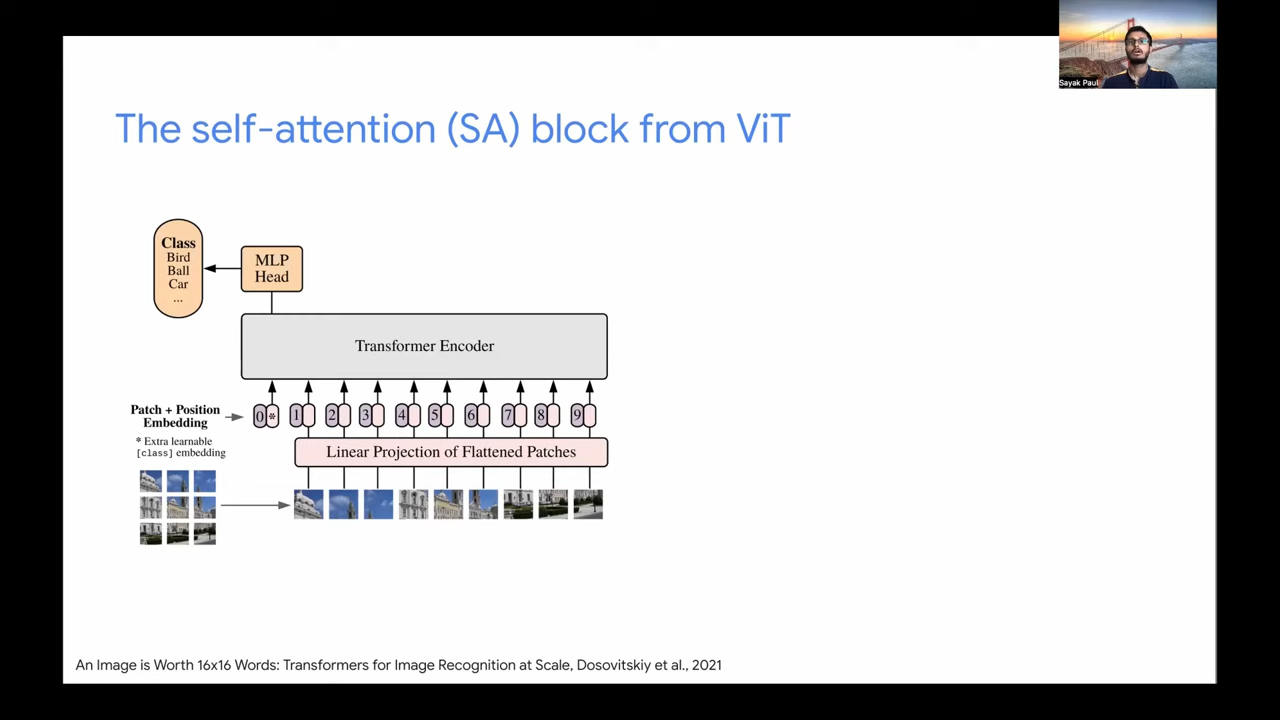 Sayak Paul
The self-attention (SA) block from ViT
Class
Bird
Ball
Car
...
MLP
Head
Transformer Encoder
Patch + Position
Embedding
* Extra learnable
[class] embedding
0 * 1 2 3 4 5 6 7 8 9
Linear Projection of Flattened Patches
An Image is Worth 16x16 Words: Transformers for Image Recognition at Scale, Dosovitskiy et al., 2021